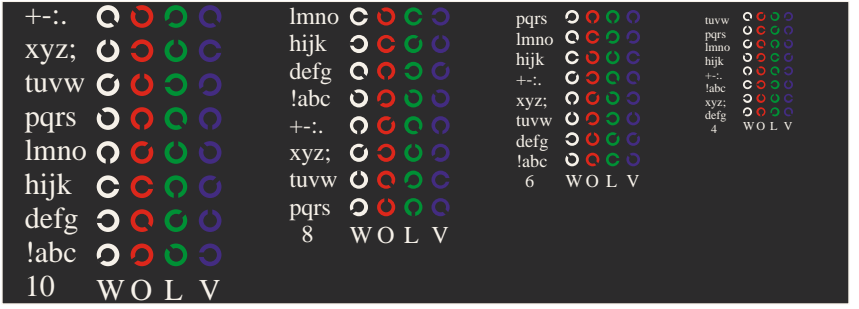 +-:.
xyz;
tuvw
pqrs
lmno
hijk
defg
!abc
10 W O L V
lmno
hijk
defg
!abc
+-:.
xyz;
tuvw
pqrs
8 W O L V
pqrs
lmno
hijk
+-:.
xyz;
tuvw
defg
!abc
6 W O L V
tuvw
pqrs
lmno
hijk
+-:.
!abc
xyz;
defg
4 W O L V